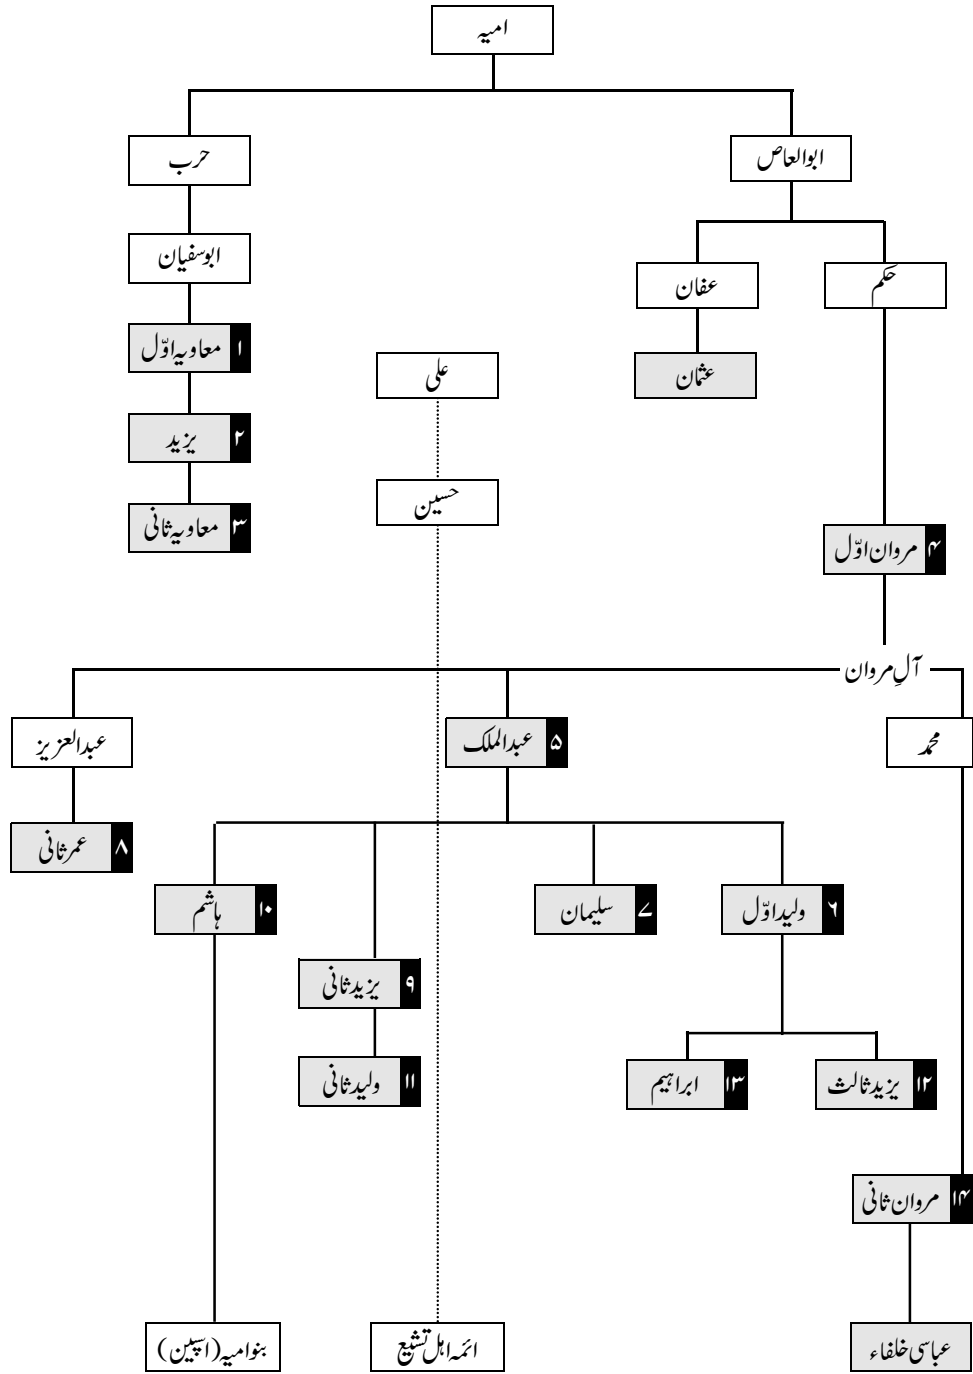 امیہ
ابوالعاص
حرب
ابوسفیان
حکم
عفان
۱ معاویہ اوّل
علی
عثمان
۲ یزید
حسین
۳ معاویہ ثانی
۴ مروان اوّل
آلِ مروان
محمد
۵ عبدالملک
عبدالعزیز
۸ عمر ثانی
۶ ولید اوّل
۷ سلیمان
۱۰ ہاشم
۹ یزید ثانی
۱۲ یزید ثالث
۱۳ ابراہیم
۱۱ ولید ثانی
۱۴ مروان ثانی
عباسی خلفاء
ائمہ اہل تشیع
بنوامیہ (اسپین)